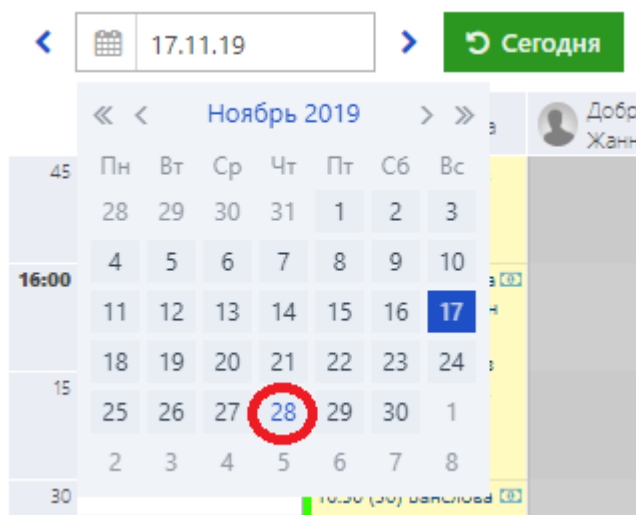 17.11.19
Сегодня
« < Ноябрь 2019 > »
Добр
Жанн
45
Пн Вт Ср Чт Пт Сб Вс
28 29 30 31 1 2 3
4 5 6 7 8 9 10
16:00
11 12 13 14 15 16 17
18 19 20 21 22 23 24
15
25 26 27 28 29 30 1
2 3 4 5 6 7 8
30